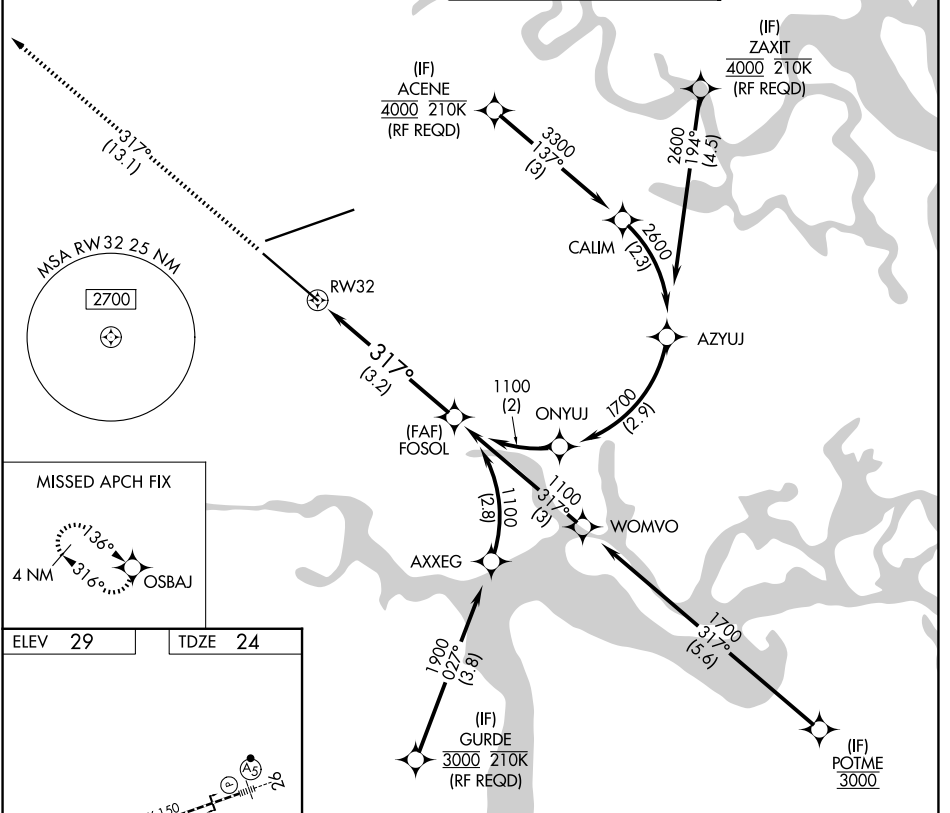 (IF)
ZAXIT
4000 210K
(RF REQD)
(IF)
ACENE
4000 210K
(RF REQD)
3300
137°
(3)
2600
194°
(4.5)
317°
(13.1)
CALIM
2600
(2.3)
MSA RW32 25 NM
2700
RW32
AZYUJ
317°
(3.2)
1100
(2)
ONYUJ
1700
(2.9)
(FAF)
FOSOL
1100
(2.8)
1100
317°
(3)
WOMVO
MISSED APCH FIX
136°
4 NM
316°
OSBAJ
AXXEG
1900
027°
(3.8)
1700
317°
(5.6)
ELEV 29
TDZE 24
(IF)
GURDE
3000 210K
(RF REQD)
(IF)
POTME
3000
P
A5
26
150